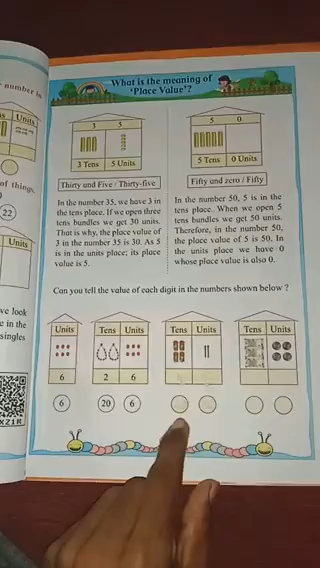 number in
Units
of things,
22
Units
ve look
e in the
singles
XZ1R
What is the meaning of
'Place Value'?
3 5
3 Tens 5 Units
Thirty and Five / Thirty-five
In the number 35, we have 3 in
the tens place. If we open three
tens bundles we get 30 units.
That is why, the place value of
3 in the number 35 is 30. As 5
is in the units place; its place
value is 5.
5 0
5 Tens 0 Units
Fifty and zero / Fifty
In the number 50, 5 is in the
tens place. When we open 5
tens bundles we get 50 units.
Therefore, in the number 50,
the place value of 5 is 50. In
the units place we have 0
whose place value is also 0.
Can you tell the value of each digit in the numbers shown below ?
Units
6
6
Tens Units
2 6
20 6
Tens Units
Tens Units